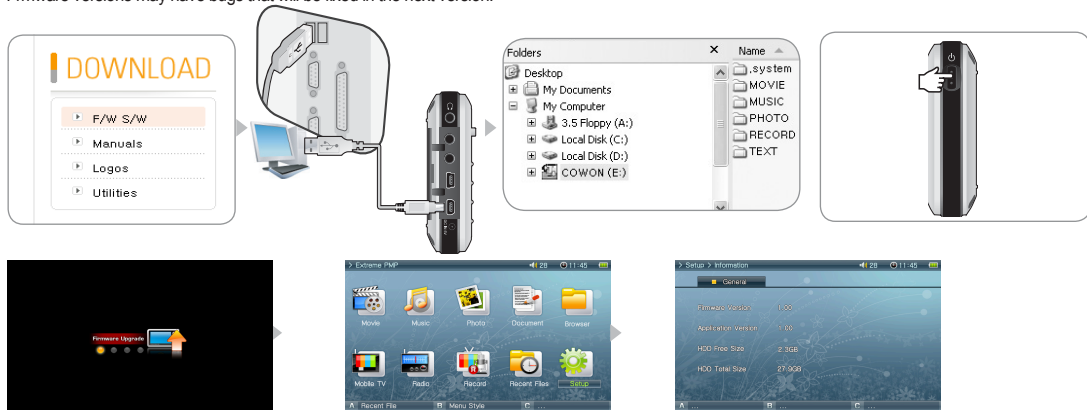 Firmware versions may have bugs that will be fixed in the next version.
DOWNLOAD
F/W S/W
Manuals
Logos
Utilities
Folders
Desktop
My Documents
My Computer
3.5 Floppy (A:)
Local Disk (C:)
Local Disk (D:)
COWON (E:)
Name
.system
MOVIE
MUSIC
PHOTO
RECORD
TEXT
Firmware Upgrade
> Extreme PMP 28 11:45
Movie Music Photo Document Browser
Mobile TV Radio Record Recent Files Setup
A Recent File B Menu Style C ...
> Setup > Information 28 11:45
General
Firmware Version 1.00
Application Version 1.00
HDD Free Size 2.3GB
HDD Total Size 27.9GB
A ... B ... C ...